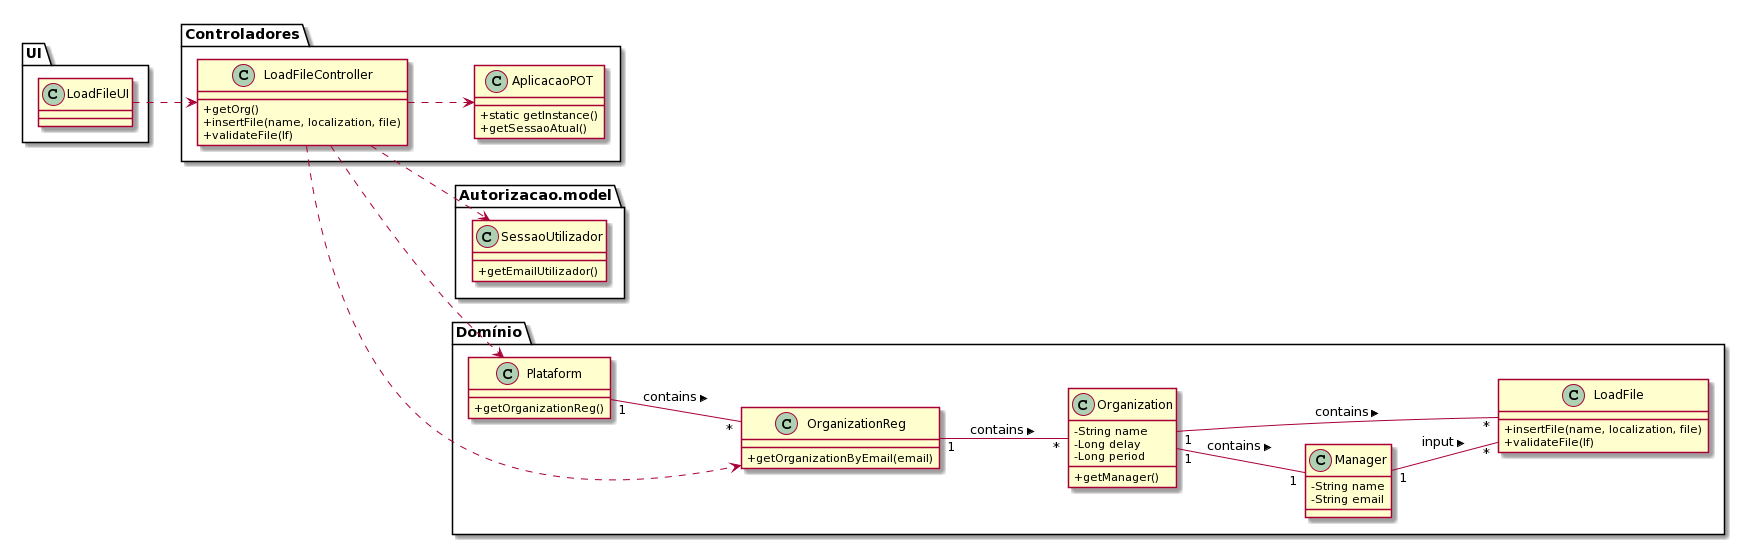 UI
C LoadFileUI
Controladores
C LoadFileController
+getOrg()
+insertFile(name, localization, file)
+validateFile(lf)
C AplicacaoPOT
+static getInstance()
+getSessaoAtual()
Autorizacao.model
C SessaoUtilizador
+getEmailUtilizador()
Domínio
C Plataform
+getOrganizationReg()
contains ▶
1
*
C OrganizationReg
+getOrganizationByEmail(email)
contains ▶
1
*
C Organization
-String name
-Long delay
-Long period
+getManager()
contains ▶
1
*
contains ▶
1
1
C Manager
-String name
-String email
input ▶
1
*
C LoadFile
+insertFile(name, localization, file)
+validateFile(lf)